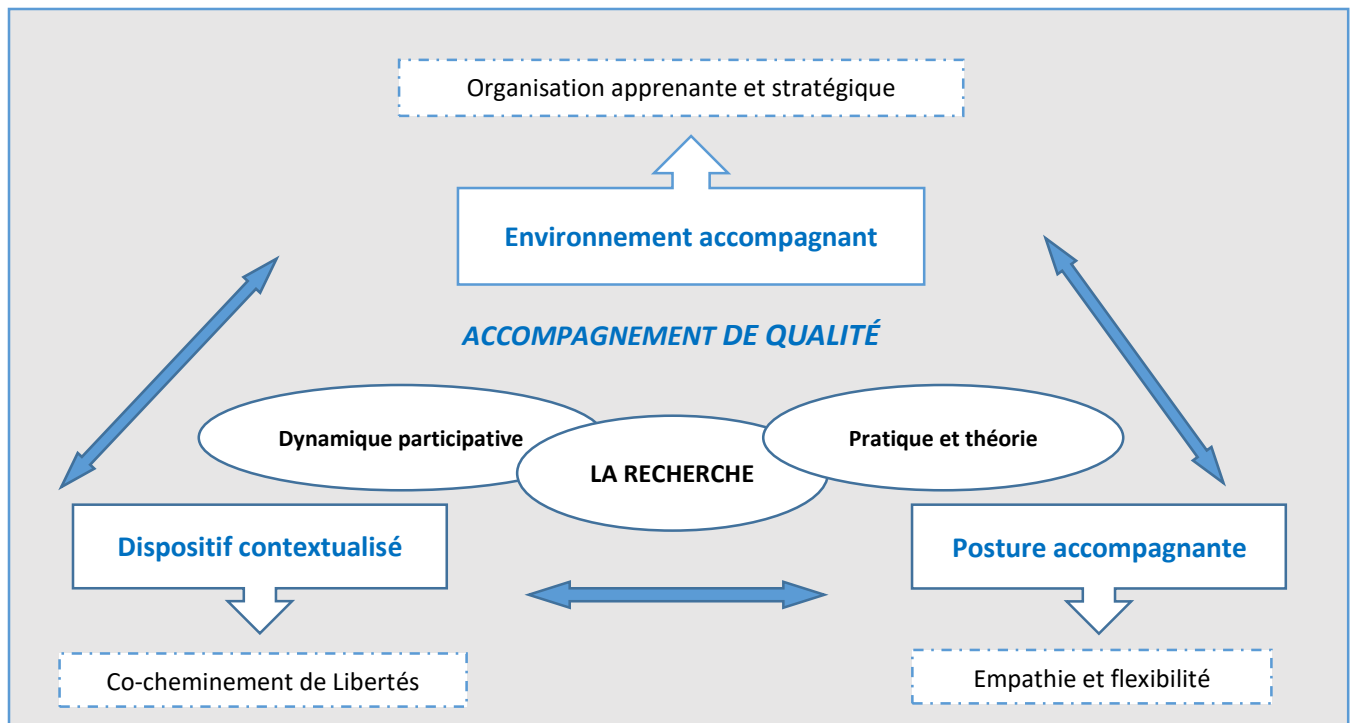 Organisation apprenante et stratégique
Environnement accompagnant
ACCOMPAGNEMENT DE QUALITÉ
Dynamique participative
LA RECHERCHE
Pratique et théorie
Dispositif contextualisé
Posture accompagnante
Co-cheminement de Libertés
Empathie et flexibilité